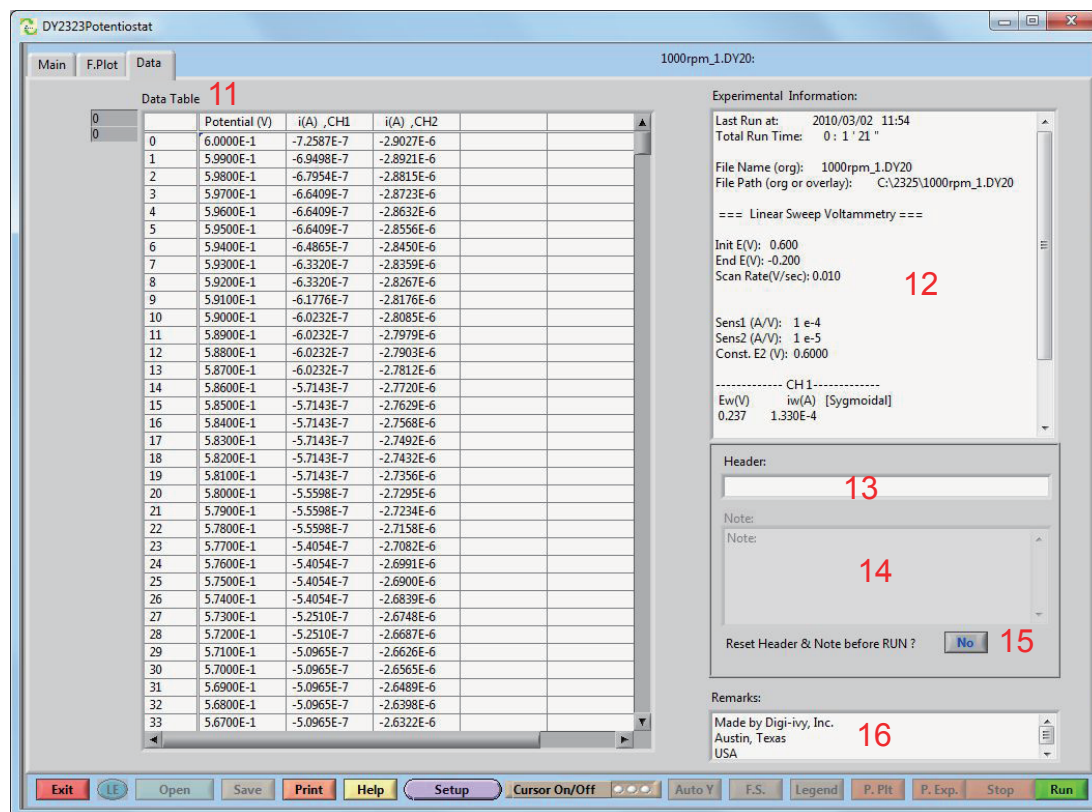 DY2323Potentiostat
Main F.Plot Data 1000rpm_1.DY20:
Data Table 11
0
0
Potential (V) i(A) ,CH1 i(A) ,CH2
0 6.0000E-1 -7.2587E-7 -2.9027E-6
1 5.9900E-1 -6.9498E-7 -2.8921E-6
2 5.9800E-1 -6.7954E-7 -2.8815E-6
3 5.9700E-1 -6.6409E-7 -2.8723E-6
4 5.9600E-1 -6.6409E-7 -2.8632E-6
5 5.9500E-1 -6.6409E-7 -2.8556E-6
6 5.9400E-1 -6.4865E-7 -2.8450E-6
7 5.9300E-1 -6.3320E-7 -2.8359E-6
8 5.9200E-1 -6.3320E-7 -2.8267E-6
9 5.9100E-1 -6.1776E-7 -2.8176E-6
10 5.9000E-1 -6.0232E-7 -2.8085E-6
11 5.8900E-1 -6.0232E-7 -2.7979E-6
12 5.8800E-1 -6.0232E-7 -2.7903E-6
13 5.8700E-1 -6.0232E-7 -2.7812E-6
14 5.8600E-1 -5.7143E-7 -2.7720E-6
15 5.8500E-1 -5.7143E-7 -2.7629E-6
16 5.8400E-1 -5.7143E-7 -2.7568E-6
17 5.8300E-1 -5.7143E-7 -2.7492E-6
18 5.8200E-1 -5.7143E-7 -2.7432E-6
19 5.8100E-1 -5.7143E-7 -2.7356E-6
20 5.8000E-1 -5.5598E-7 -2.7295E-6
21 5.7900E-1 -5.5598E-7 -2.7234E-6
22 5.7800E-1 -5.5598E-7 -2.7158E-6
23 5.7700E-1 -5.4054E-7 -2.7082E-6
24 5.7600E-1 -5.4054E-7 -2.6991E-6
25 5.7500E-1 -5.4054E-7 -2.6900E-6
26 5.7400E-1 -5.4054E-7 -2.6839E-6
27 5.7300E-1 -5.2510E-7 -2.6748E-6
28 5.7200E-1 -5.2510E-7 -2.6687E-6
29 5.7100E-1 -5.0965E-7 -2.6626E-6
30 5.7000E-1 -5.0965E-7 -2.6565E-6
31 5.6900E-1 -5.0965E-7 -2.6489E-6
32 5.6800E-1 -5.0965E-7 -2.6398E-6
33 5.6700E-1 -5.0965E-7 -2.6322E-6
Experimental Information:
Last Run at: 2010/03/02 11:54
Total Run Time: 0 : 1 ' 21 "
File Name (org): 1000rpm_1.DY20
File Path (org or overlay): C:\2325\1000rpm_1.DY20
=== Linear Sweep Voltammetry ===
Init E(V): 0.600
End E(V): -0.200
Scan Rate(V/sec): 0.010
12
Sens1 (A/V): 1 e-4
Sens2 (A/V): 1 e-5
Const. E2 (V): 0.6000
------------- CH 1-------------
Ew(V) iw(A) [Sygmoidal]
0.237 1.330E-4
Header:
13
Note:
Note:
14
Reset Header & Note before RUN ? No 15
Remarks:
Made by Digi-ivy, Inc.
Austin, Texas
USA
16
Exit LE Open Save Print Help Setup Cursor On/Off Auto Y F.S. Legend P. Plt P. Exp. Stop Run